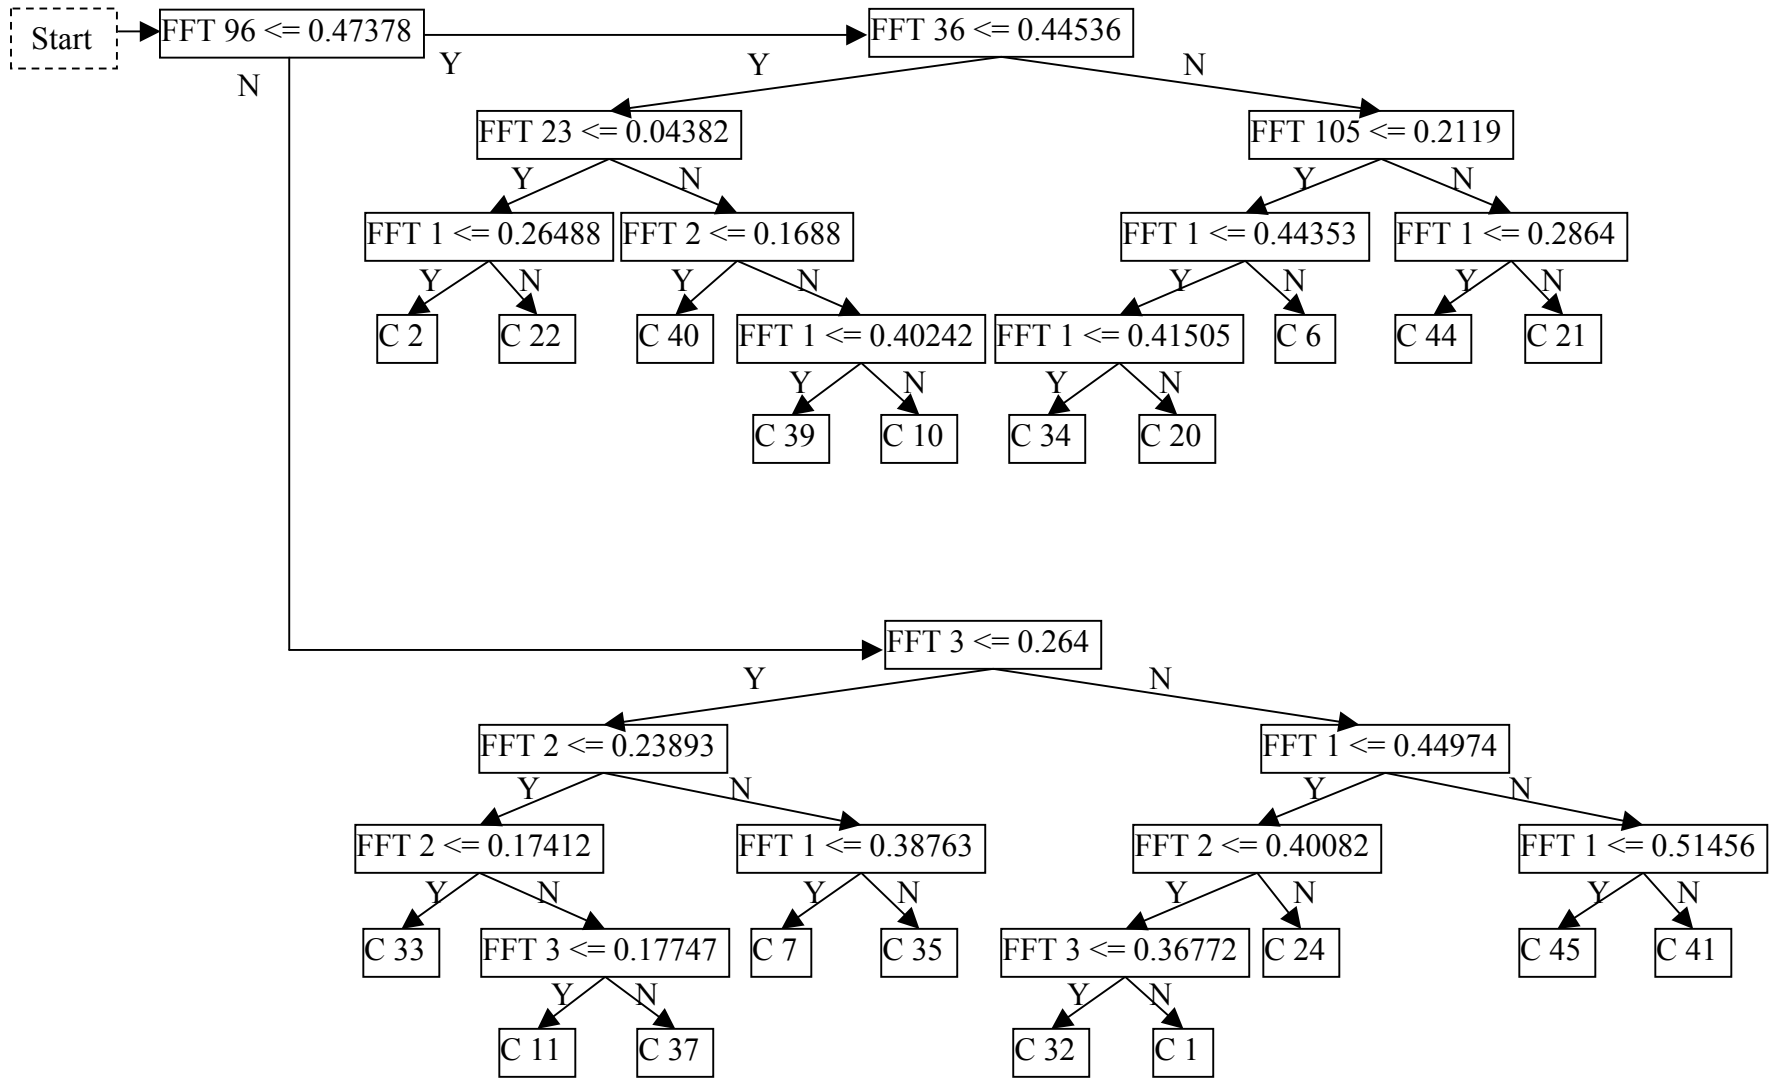 Start
FFT 96 <= 0.47378
FFT 36 <= 0.44536
Y
N
Y
N
FFT 23 <= 0.04382
FFT 105 <= 0.2119
Y
N
Y
N
FFT 1 <= 0.26488
FFT 2 <= 0.1688
FFT 1 <= 0.44353
FFT 1 <= 0.2864
Y
N
Y
N
Y
N
Y
N
C 2
C 22
C 40
FFT 1 <= 0.40242
FFT 1 <= 0.41505
C 6
C 44
C 21
Y
N
Y
N
C 39
C 10
C 34
C 20
FFT 3 <= 0.264
Y
N
FFT 2 <= 0.23893
FFT 1 <= 0.44974
Y
N
Y
N
FFT 2 <= 0.17412
FFT 1 <= 0.38763
FFT 2 <= 0.40082
FFT 1 <= 0.51456
Y
N
Y
N
Y
N
Y
N
C 33
FFT 3 <= 0.17747
C 7
C 35
FFT 3 <= 0.36772
C 24
C 45
C 41
Y
N
Y
N
C 11
C 37
C 32
C 1